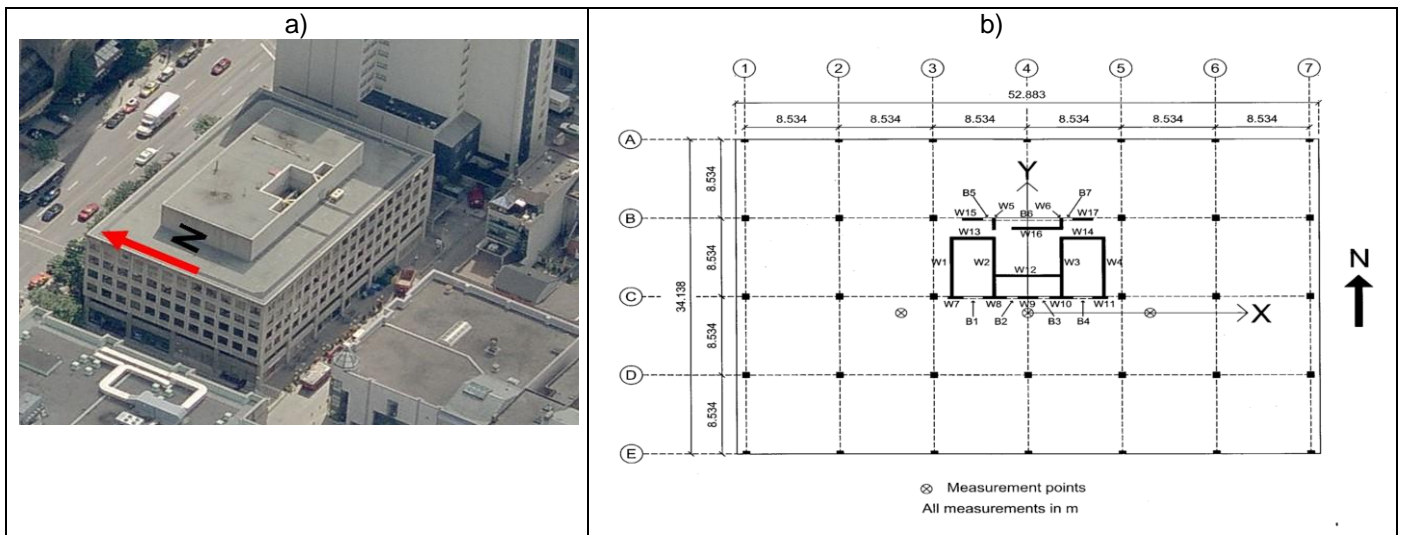 a)
N
b)
1 2 3 4 5 6 7
52.883
8.534 8.534 8.534 8.534 8.534 8.534
A
8.534
Y
B5 B7
W5 W6
W15 B6 W17
B
W16
W13 W14
8.534
34.138
W1 W2 W3 W4
W12
N
C
W7 W8 W9 W10 W11
B1 B2 B3 B4
X
8.534
D
8.534
E
Measurement points
All measurements in m